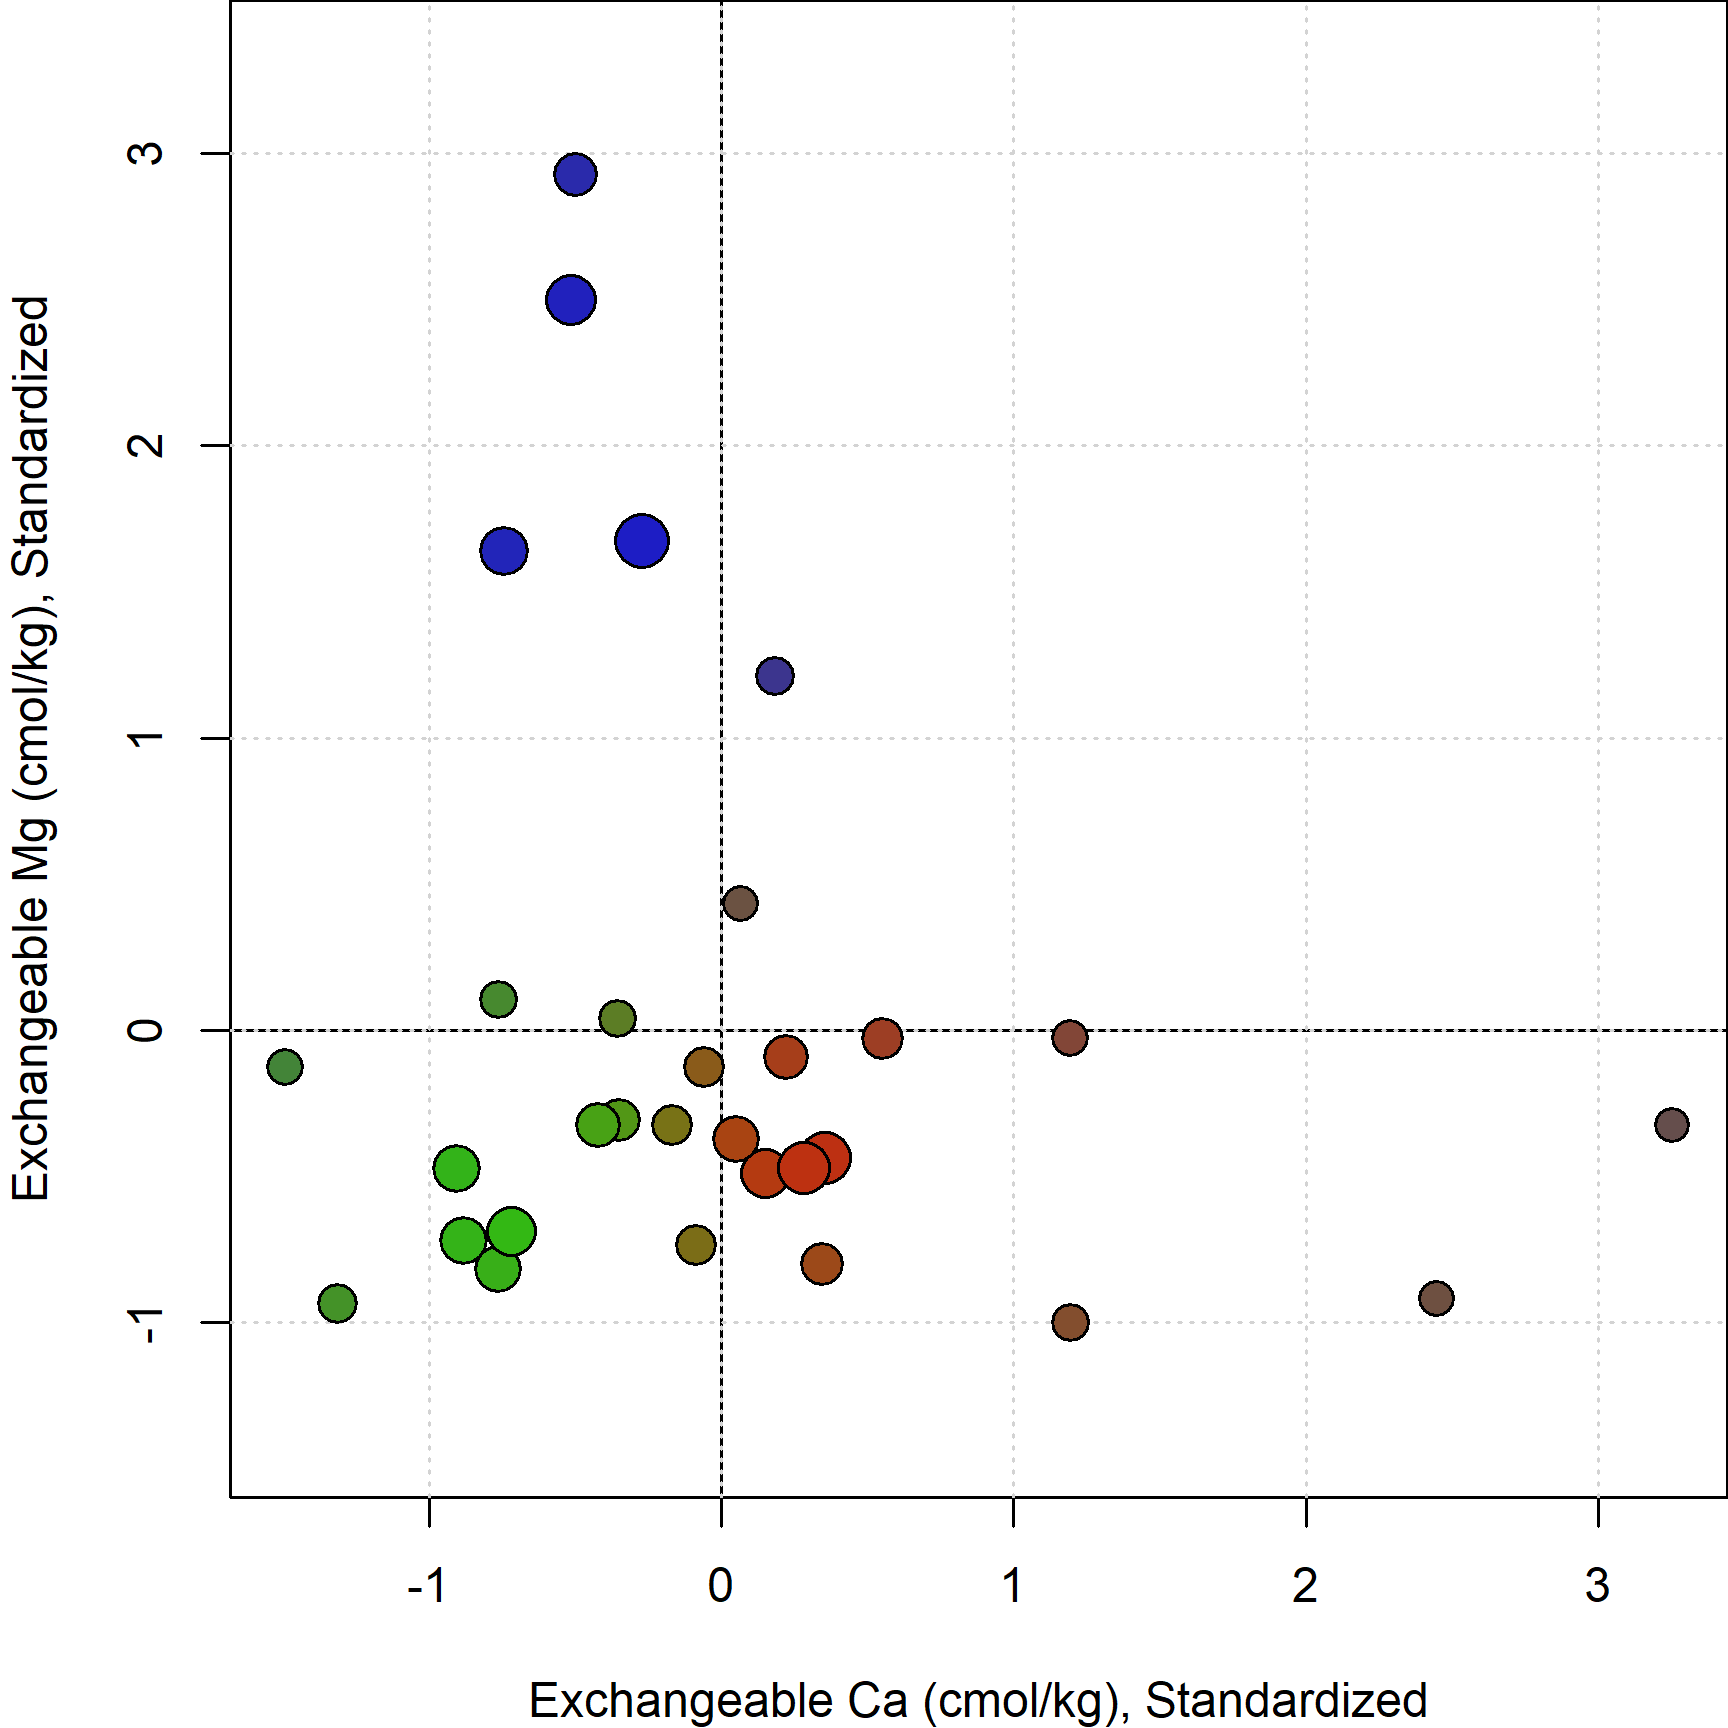 Exchangeable Mg (cmol/kg), Standardized
3
2
1
0
-1
-1 0 1 2 3
Exchangeable Ca (cmol/kg), Standardized